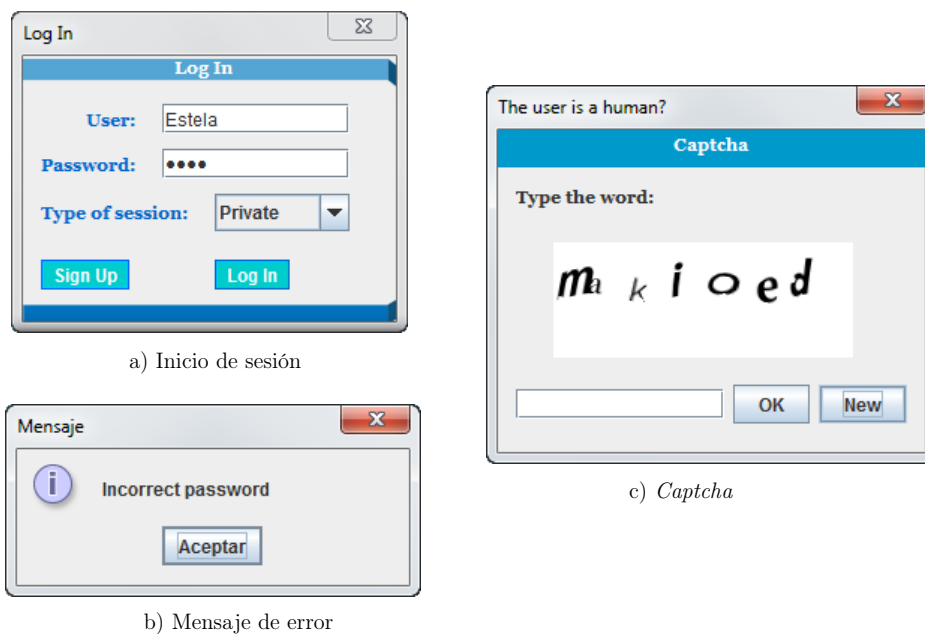 Log In
Log In
User: Estela
Password: ••••
Type of session: Private
Sign Up Log In
a) Inicio de sesión
Mensaje
Incorrect password
Aceptar
b) Mensaje de error
The user is a human?
Captcha
Type the word:
ma k i o e d
OK New
c) Captcha